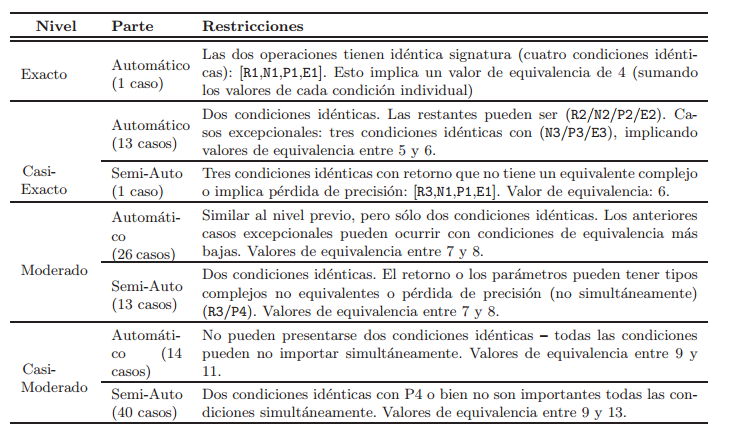 Nivel Parte Restricciones
Exacto
Automático
(1 caso)
Las dos operaciones tienen idéntica signatura (cuatro condiciones idénti-
cas): [R1,N1,P1,E1]. Esto implica un valor de equivalencia de 4 (sumando
los valores de cada condición individual)
Casi-
Exacto
Automático
(13 casos)
Dos condiciones idénticas. Las restantes pueden ser (R2/N2/P2/E2). Ca-
sos excepcionales: tres condiciones idénticas con (N3/P3/E3), implicando
valores de equivalencia entre 5 y 6.
Semi-Auto
(1 caso)
Tres condiciones idénticas con retorno que no tiene un equivalente complejo
o implica pérdida de precisión: [R3,N1,P1,E1]. Valor de equivalencia: 6.
Moderado
Automáti-
co
(26 casos)
Similar al nivel previo, pero sólo dos condiciones idénticas. Los anteriores
casos excepcionales pueden ocurrir con condiciones de equivalencia más
bajas. Valores de equivalencia entre 7 y 8.
Semi-Auto
(13 casos)
Dos condiciones idénticas. El retorno o los parámetros pueden tener tipos
complejos no equivalentes o pérdida de precisión (no simultáneamente)
(R3/P4). Valores de equivalencia entre 7 y 8.
Casi-
Moderado
Automáti-
co (14
casos)
No pueden presentarse dos condiciones idénticas – todas las condiciones
pueden no importar simultáneamente. Valores de equivalencia entre 9 y
11.
Semi-Auto
(40 casos)
Dos condiciones idénticas con P4 o bien no son importantes todas las con-
diciones simultáneamente. Valores de equivalencia entre 9 y 13.